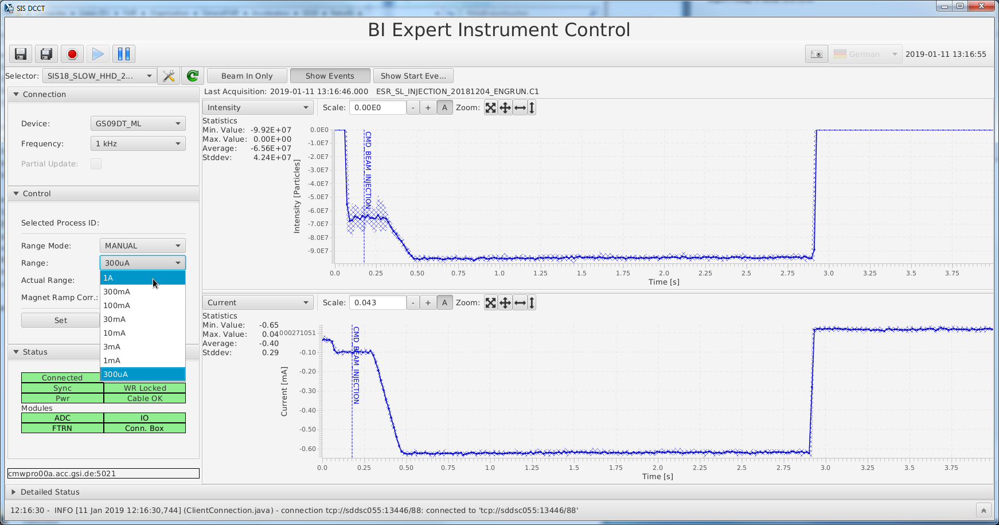 SIS DCCT
BI Expert Instrument Control
German
2019-01-11 13:16:55
Selector: SIS18_SLOW_HHD_2... Beam In Only Show Events Show Start Eve...
Connection
Device: GS09DT_ML
Frequency: 1 kHz
Partial Update:
Control
Selected Process ID:
Range Mode: MANUAL
Range: 300uA
1A
300mA
100mA
30mA
10mA
3mA
1mA
300uA
Actual Range:
Magnet Ramp Corr.:
Set
Status
Connected
Sync WR Locked
Pwr Cable OK
Modules
ADC IO
FTRN Conn. Box
cmwpro00a.acc.gsi.de:5021
Last Acquisition: 2019-01-11 13:16:46.000 ESR_SL_INJECTION_20181204_ENGRUN.C1
Intensity Scale: 0.00E0 - + A Zoom:
Statistics
Min. Value: -9.92E+07
Max. Value: 0.00E+00
Average: -6.56E+07
Stddev: 4.24E+07
Intensity [Particles]
0.0E0
-1.0E7
-2.0E7
-3.0E7
-4.0E7
-5.0E7
-6.0E7
-7.0E7
-8.0E7
-9.0E7
CMD_BEAM_INJECTION
0.0 0.25 0.50 0.75 1.0 1.25 1.5 1.75 2.0 2.25 2.5 2.75 3.0 3.25 3.5 3.75
Time [s]
Current Scale: 0.043 - + A Zoom:
Statistics
Min. Value: -0.65
Max. Value: 0.04
Average: -0.40
Stddev: 0.29
Current [mA]
000271051
-0.10
-0.20
-0.30
-0.40
-0.50
-0.60
CMD_BEAM_INJECTION
0.0 0.25 0.50 0.75 1.0 1.25 1.50 1.75 2.0 2.25 2.50 2.75 3.0 3.25 3.50 3.75
Time [s]
Detailed Status
12:16:30 - INFO [11 Jan 2019 12:16:30,744] (ClientConnection.java) - connection tcp://sddsc055:13446/88: connected to 'tcp://sddsc055:13446/88'